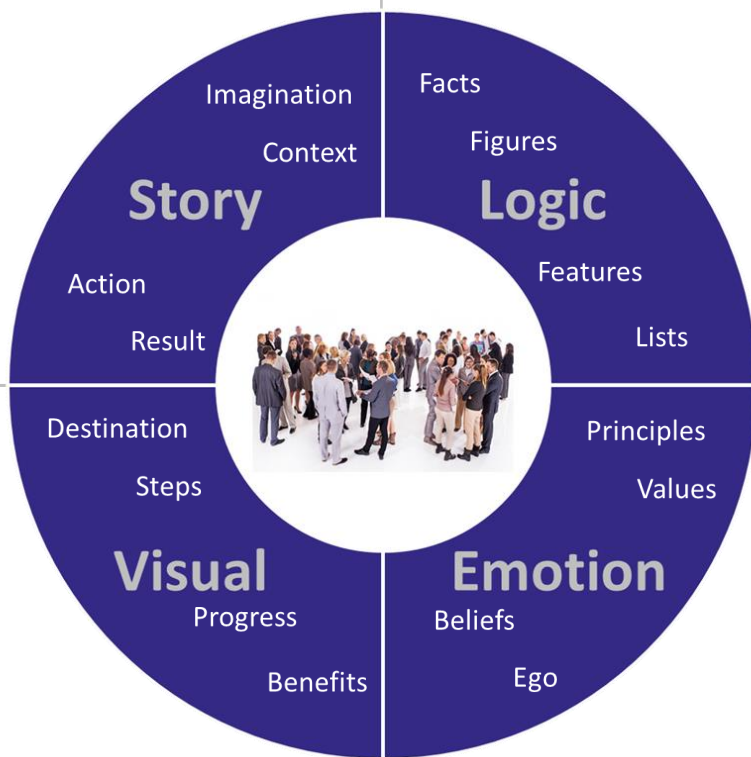 Imagination
Context
Story
Action
Result
Facts
Figures
Logic
Features
Lists
Destination
Steps
Visual
Progress
Benefits
Principles
Values
Emotion
Beliefs
Ego